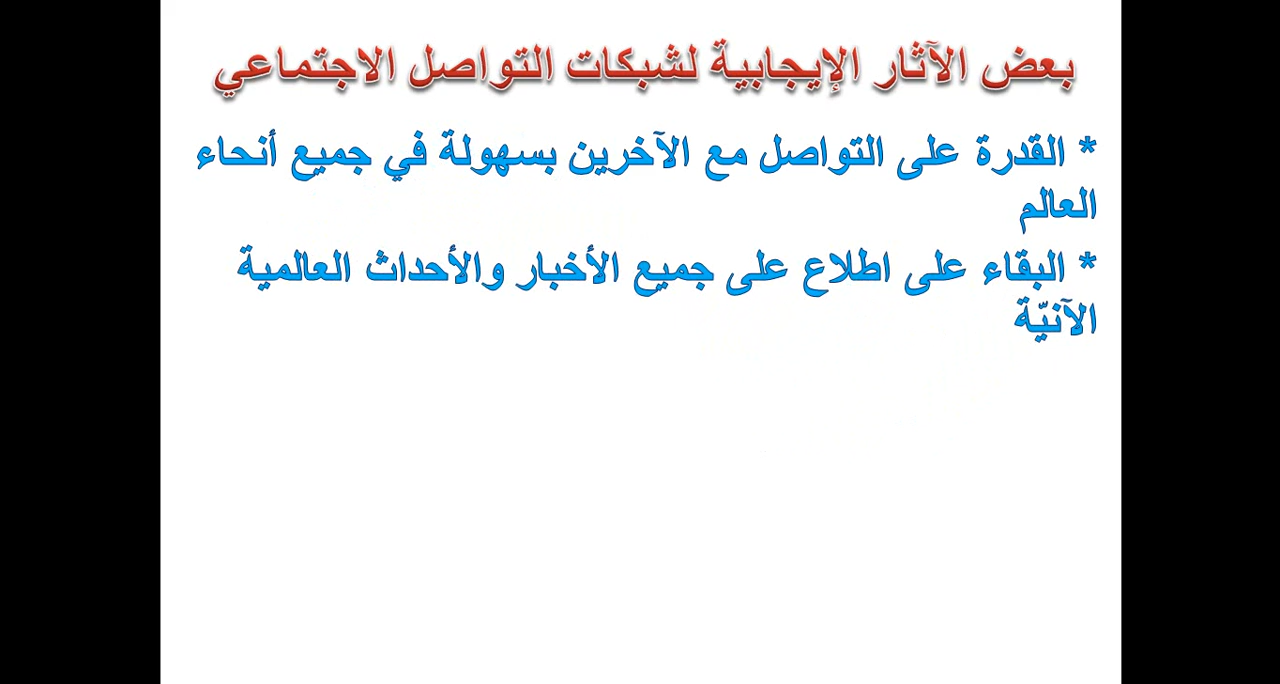 بعض الآثار الإيجابية لشبكات التواصل الاجتماعي
* القدرة على التواصل مع الآخرين بسهولة في جميع أنحاء
العالم
* البقاء على اطلاع على جميع الأخبار والأحداث العالمية
الآنيّة